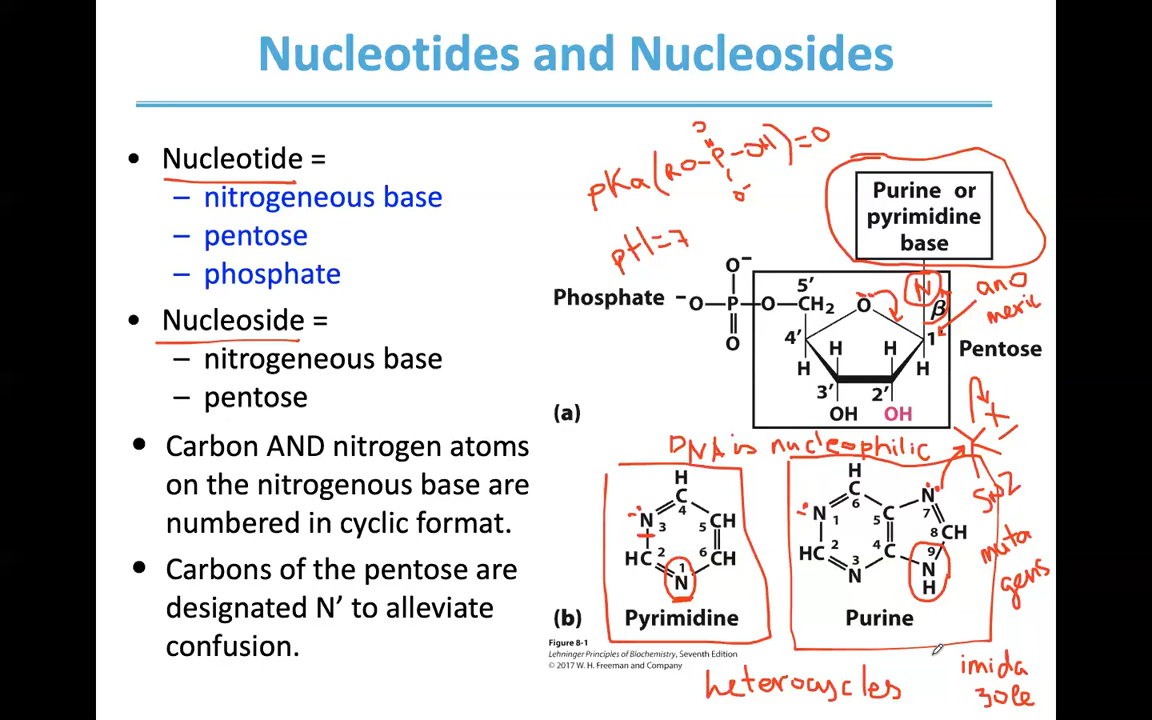 Nucleotides and Nucleosides
• Nucleotide =
– nitrogeneous base
– pentose
– phosphate
• Nucleoside =
– nitrogeneous base
– pentose
• Carbon AND nitrogen atoms
on the nitrogenous base are
numbered in cyclic format.
• Carbons of the pentose are
designated N’ to alleviate
confusion.
pKa(RO–P–OH)=0
O
O-
pH=7
Purine or
pyrimidine
base
N
β
ano
meric
Phosphate
-O–P–O–CH2
O-
O
5′
O
4′
1′
H
H
H
H
3′
2′
OH
OH
Pentose
(a)
DNA is nucleophilic
X
SN2
muta
gens
H
C
4
N
3
5
CH
HC
2
6
CH
1
N
Pyrimidine
(b)
H
C
6
N
1
5
C
N
7
8
CH
HC
2
4
C
9
N
H
3
N
Purine
Figure 8-1
Lehninger Principles of Biochemistry, Seventh Edition
© 2017 W. H. Freeman and Company
heterocycles
imida
zole